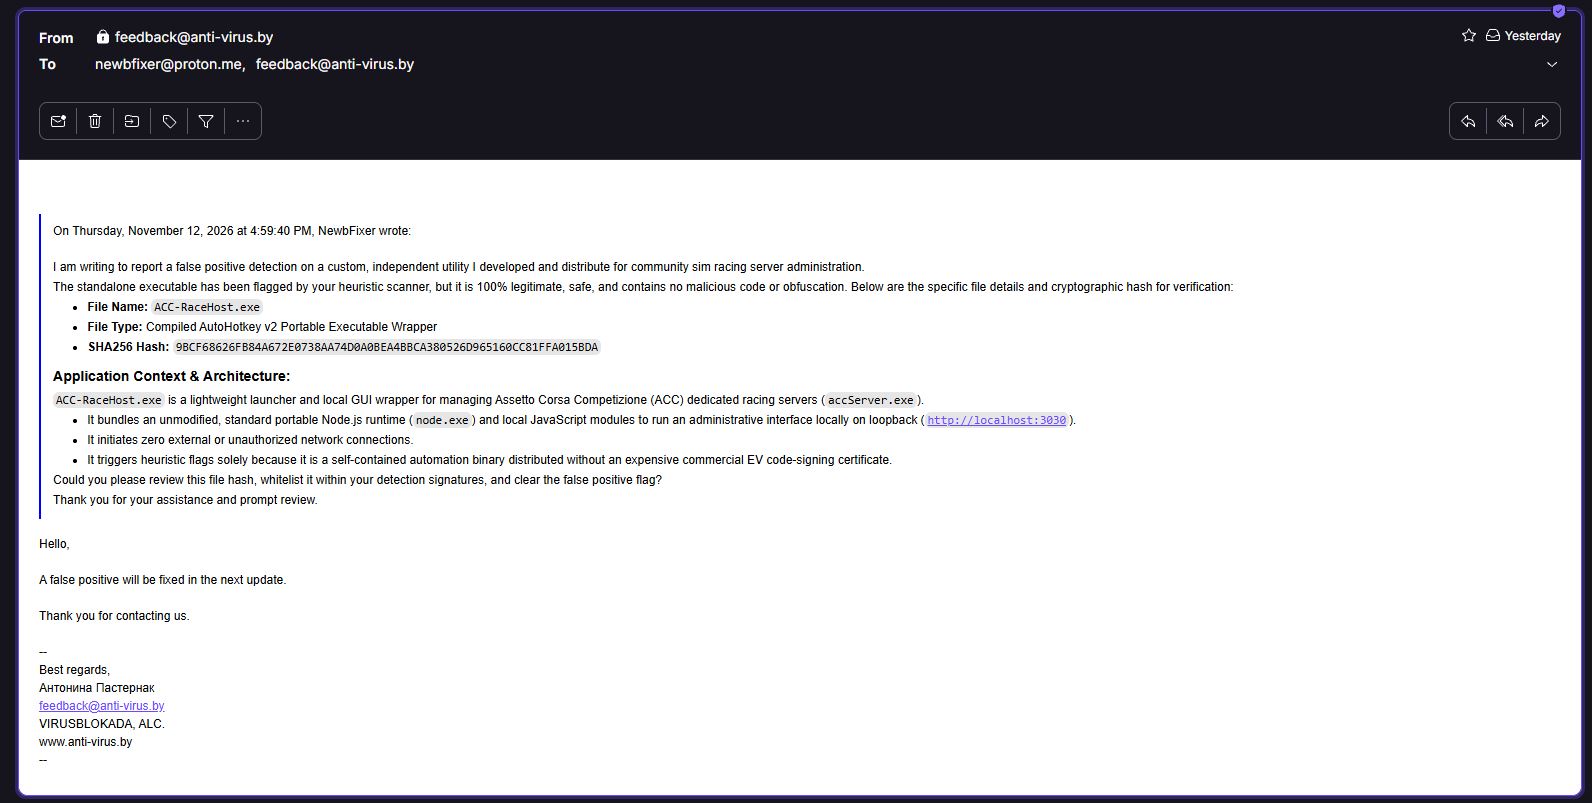 From feedback@anti-virus.by
Yesterday
To newbfixer@proton.me, feedback@anti-virus.by
On Thursday, November 12, 2026 at 4:59:40 PM, NewbFixer wrote:
I am writing to report a false positive detection on a custom, independent utility I developed and distribute for community sim racing server administration.
The standalone executable has been flagged by your heuristic scanner, but it is 100% legitimate, safe, and contains no malicious code or obfuscation. Below are the specific file details and cryptographic hash for verification:
• File Name: ACC-RaceHost.exe
• File Type: Compiled AutoHotkey v2 Portable Executable Wrapper
• SHA256 Hash: 9BCF68626FB84A672E0738AA74D0A0BEA4BBCA380526D965160CC81FFA015BDA
Application Context & Architecture:
ACC-RaceHost.exe is a lightweight launcher and local GUI wrapper for managing Assetto Corsa Competizione (ACC) dedicated racing servers (accServer.exe).
• It bundles an unmodified, standard portable Node.js runtime (node.exe) and local JavaScript modules to run an administrative interface locally on loopback (http://localhost:3030).
• It initiates zero external or unauthorized network connections.
• It triggers heuristic flags solely because it is a self-contained automation binary distributed without an expensive commercial EV code-signing certificate.
Could you please review this file hash, whitelist it within your detection signatures, and clear the false positive flag?
Thank you for your assistance and prompt review.
Hello,
A false positive will be fixed in the next update.
Thank you for contacting us.
--
Best regards,
Антонина Пастернак
feedback@anti-virus.by
VIRUSBLOKADA, ALC.
www.anti-virus.by
--